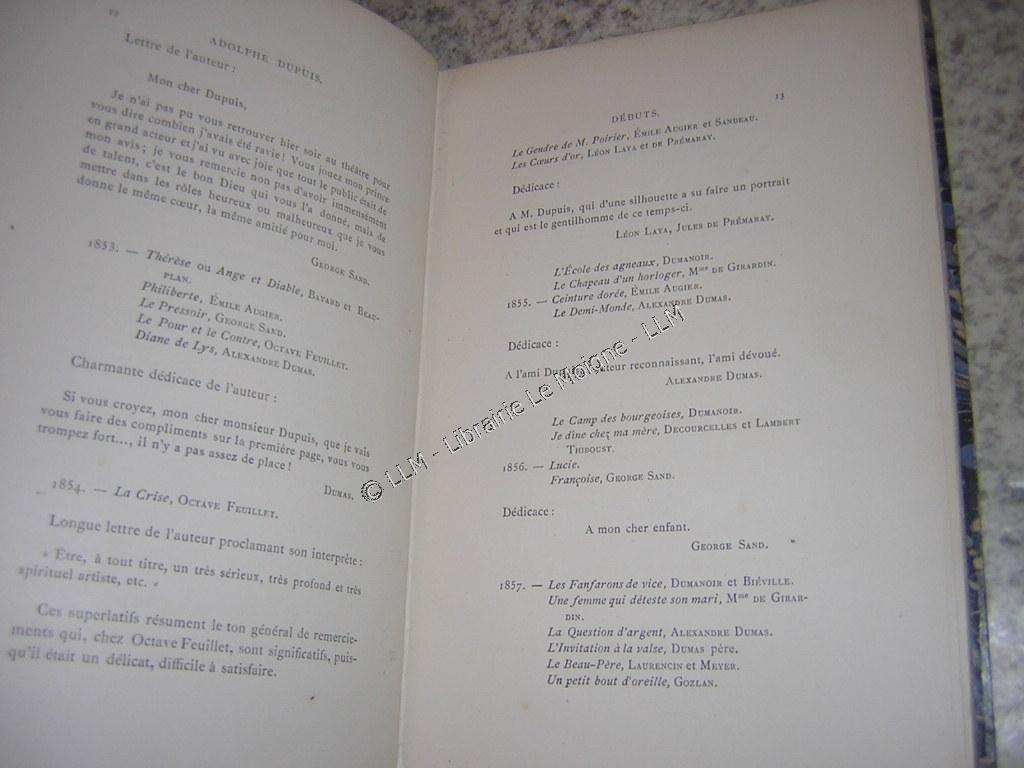 12
ADOLPHE DUPUIS.
Lettre de l'auteur :
Mon cher Dupuis,
Je n'ai pas pu vous retrouver hier soir au théâtre pour
vous dire combien j'avais été ravie! Vous jouez mon prince
en grand acteur et j'ai vu avec joie que tout le public était de
mon avis; je vous remercie non pas d'avoir immensément
de talent, c'est le bon Dieu qui vous l'a donné, mais de
mettre dans les rôles heureux ou malheureux que je vous
donne le même cœur, la même amitié pour moi.
GEORGE SAND.
1853. — Thérèse ou Ange et Diable, BAYARD et BEAU-
PLAN.
Philiberte, ÉMILE AUGIER.
Le Pressoir, GEORGE SAND.
Le Pour et le Contre, OCTAVE FEUILLET.
Diane de Lys, ALEXANDRE DUMAS.
Charmante dédicace de l'auteur :
Si vous croyez, mon cher monsieur Dupuis, que je vais
vous faire des compliments sur la première page, vous vous
trompez fort..., il n'y a pas assez de place!
DUMAS.
1854. — La Crise, OCTAVE FEUILLET.
Longue lettre de l'auteur proclamant son interprète :
« Être, à tout titre, un très sérieux, très profond et très
spirituel artiste, etc. »
Ces superlatifs résument le ton général de remercie-
ments qui, chez Octave Feuillet, sont significatifs, puis-
qu'il était un délicat, difficile à satisfaire.
DÉBUTS.
13
Le Gendre de M. Poirier, ÉMILE AUGIER et SANDEAU.
Les Cœurs d'or, LÉON LAYA et DE PRÉMARAY.
Dédicace :
A M. Dupuis, qui d'une silhouette a su faire un portrait
et qui est le gentilhomme de ce temps-ci.
LÉON LAYA, JULES DE PRÉMARAY.
L'École des agneaux, DUMANOIR.
Le Chapeau d'un horloger, Mme DE GIRARDIN.
1855. — Ceinture dorée, ÉMILE AUGIER.
Le Demi-Monde, ALEXANDRE DUMAS.
Dédicace :
A l'ami Dupuis, l'auteur reconnaissant, l'ami dévoué.
ALEXANDRE DUMAS.
Le Camp des bourgeoises, DUMANOIR.
Je dîne chez ma mère, DECOURCELLES et LAMBERT
THIBOUST.
1856. — Lucie.
Françoise, GEORGE SAND.
Dédicace :
A mon cher enfant.
GEORGE SAND.
1857. — Les Fanfarons de vice, DUMANOIR et BIÉVILLE.
Une femme qui déteste son mari, Mme DE GIRAR-
DIN.
La Question d'argent, ALEXANDRE DUMAS.
L'Invitation à la valse, DUMAS père.
Le Beau-Père, LAURENCIN et MEYER.
Un petit bout d'oreille, GOZLAN.
© LLM - Librairie Le Moigne - LLM